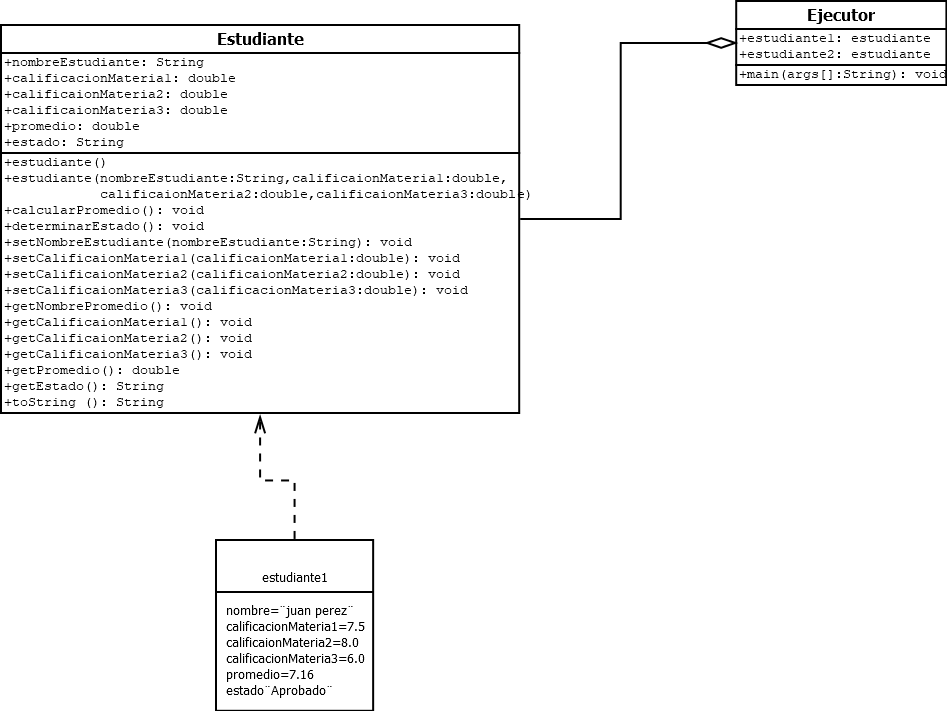 Estudiante
+nombreEstudiante: String
+calificacionMateria1: double
+calificaionMateria2: double
+calificaionMateria3: double
+promedio: double
+estado: String
+estudiante()
+estudiante(nombreEstudiante:String,calificaionMateria1:double,
calificaionMateria2:double,calificaionMateria3:double)
+calcularPromedio(): void
+determinarEstado(): void
+setNombreEstudiante(nombreEstudiante:String): void
+setCalificaionMateria1(calificaionMateria1:double): void
+setCalificaionMateria2(calificaionMateria2:double): void
+setCalificaionMateria3(calificacionMateria3:double): void
+getNombrePromedio(): void
+getCalificaionMateria1(): void
+getCalificaionMateria2(): void
+getCalificaionMateria3(): void
+getPromedio(): double
+getEstado(): String
+toString (): String
Ejecutor
+estudiante1: estudiante
+estudiante2: estudiante
+main(args[]:String): void
estudiante1
nombre=¨juan perez¨
calificacionMateria1=7.5
calificaionMateria2=8.0
calificacionMateria3=6.0
promedio=7.16
estado¨Aprobado¨